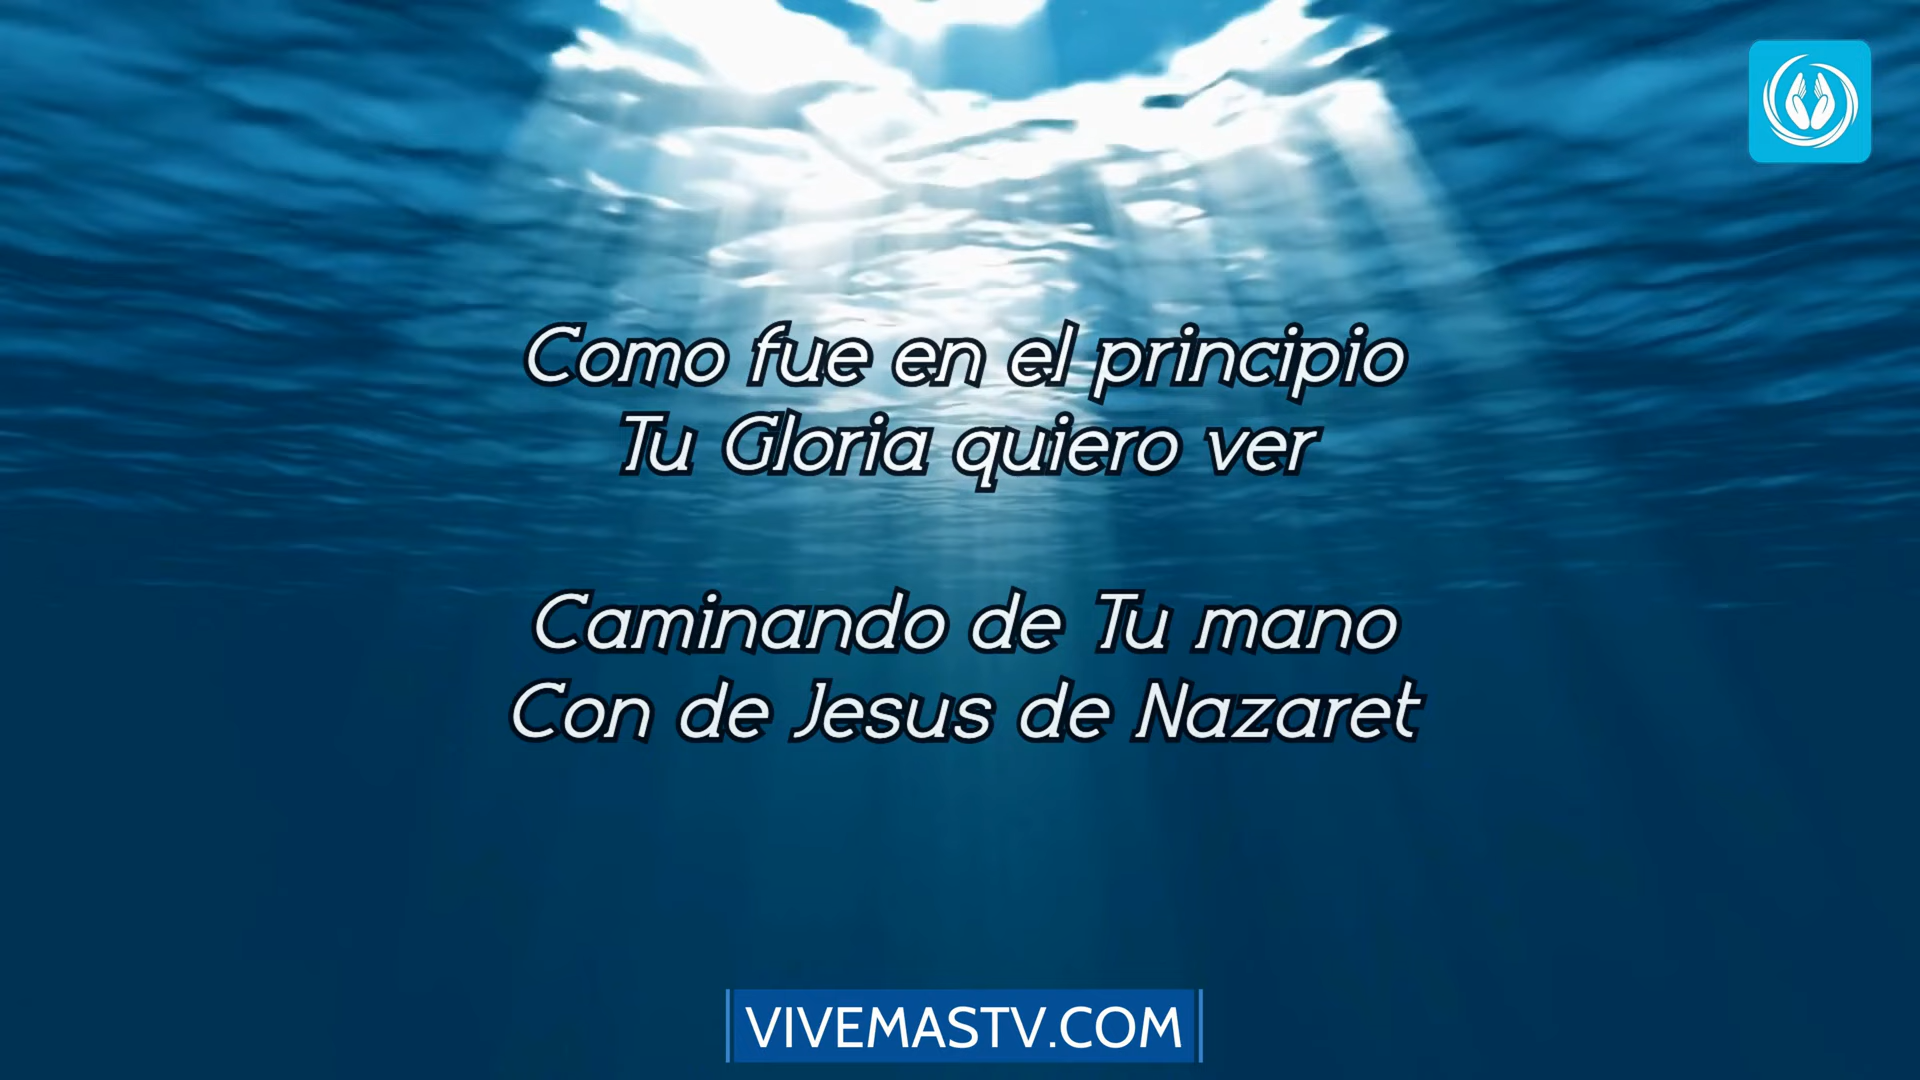 Como fue en el principio
Tu Gloria quiero ver
Caminando de Tu mano
Con de Jesus de Nazaret
VIVEMASTV.COM